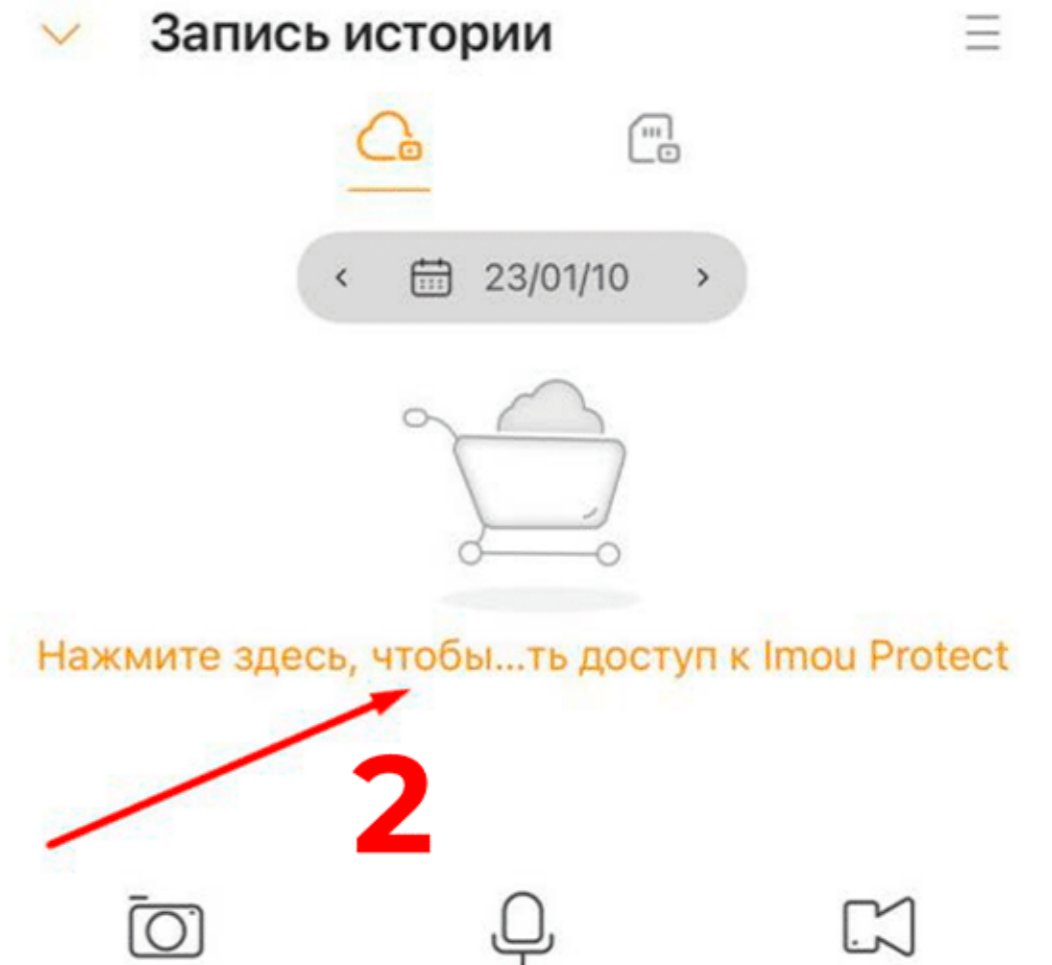 Запись истории
23/01/10
Нажмите здесь, чтобы...ть доступ к Imou Protect
2